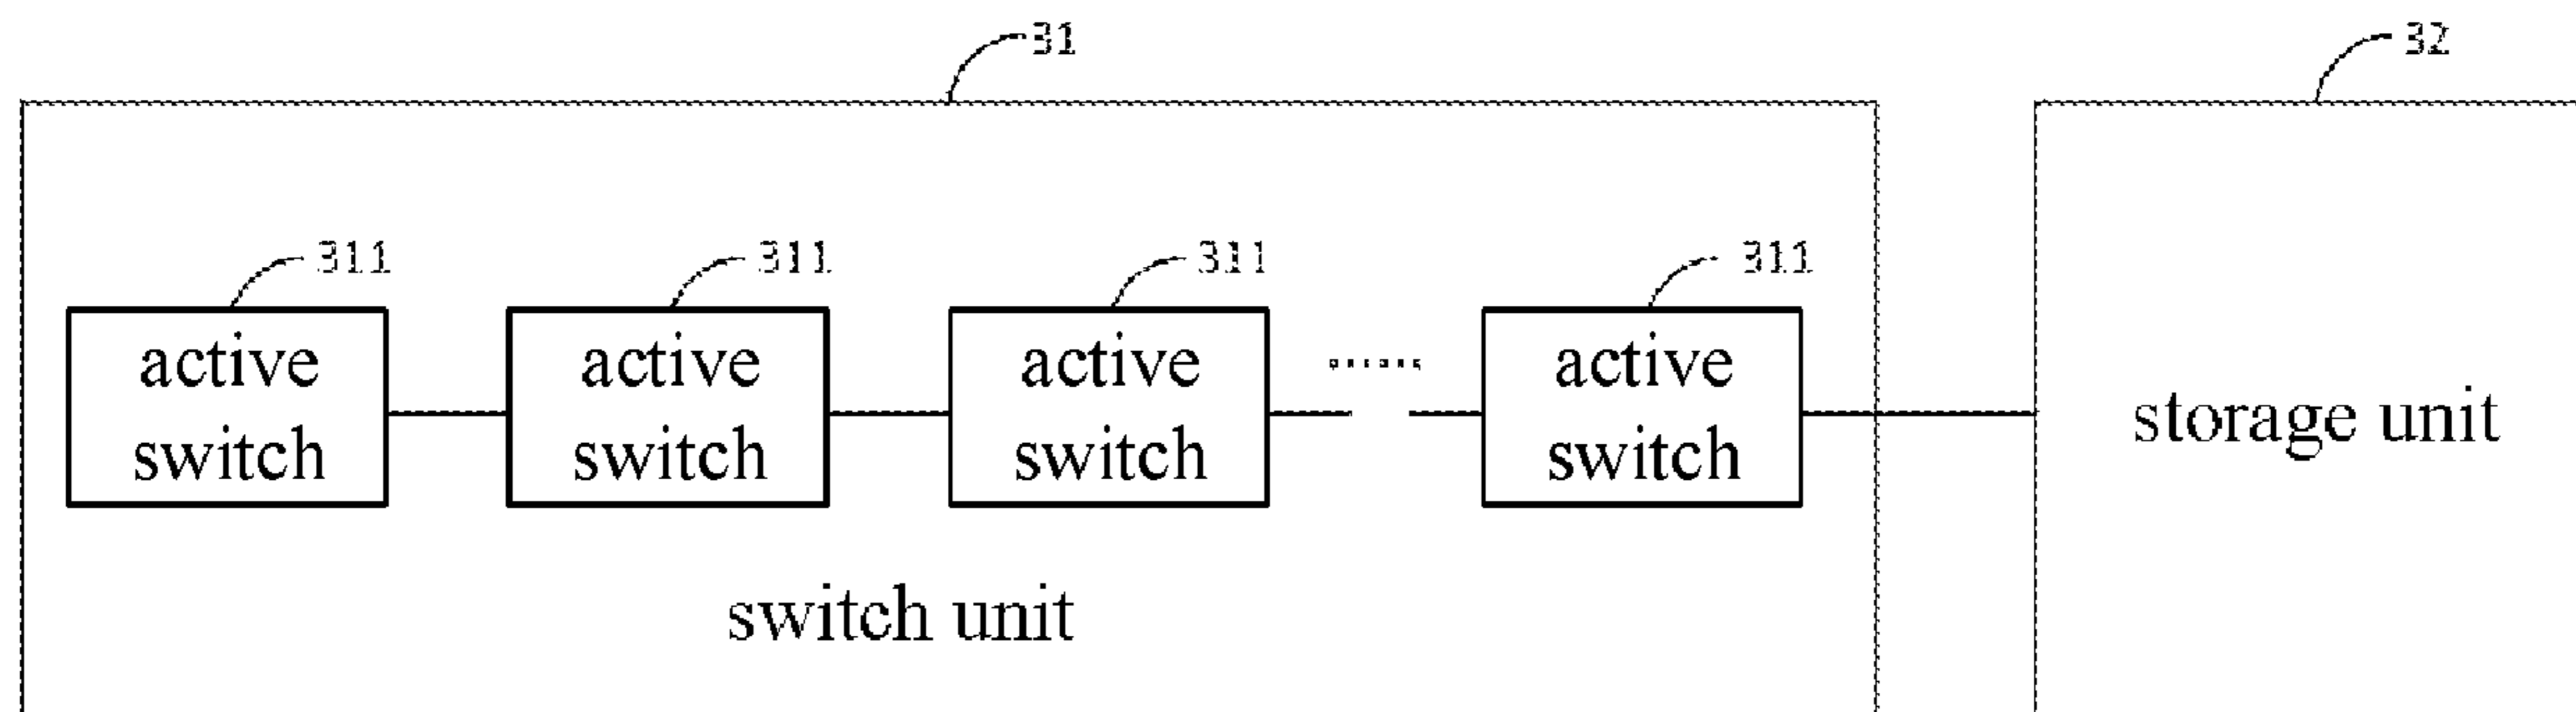 31
32
311
311
311
311
active
switch
active
switch
active
switch
......
active
switch
storage unit
switch unit